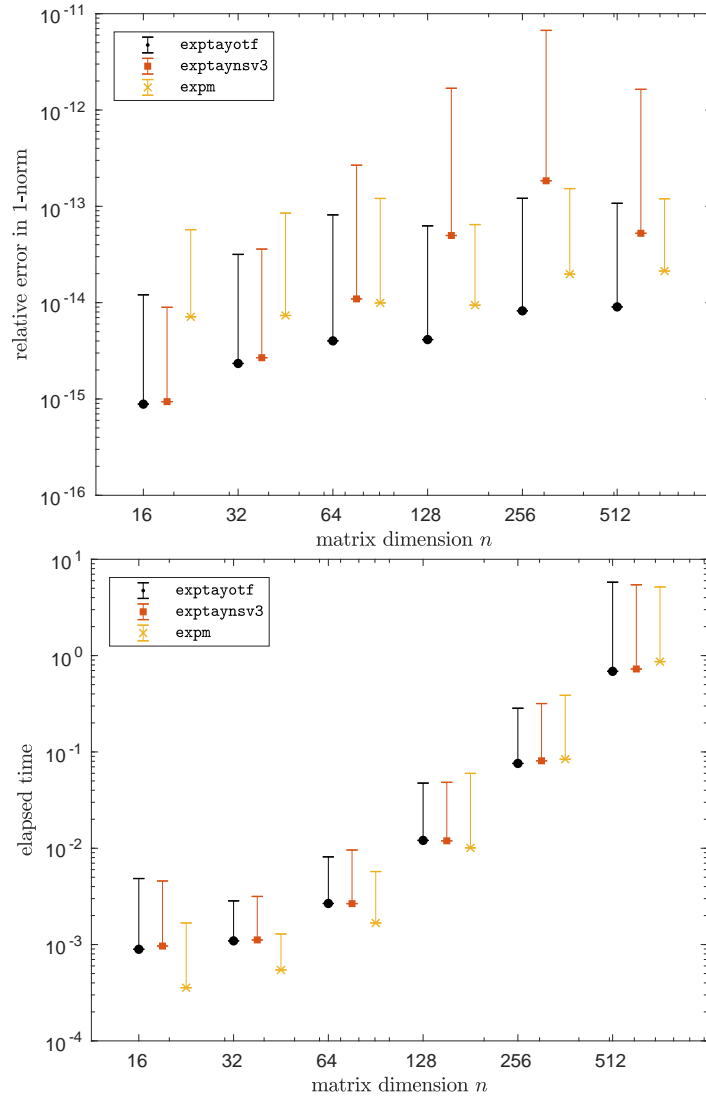 10^-11
exptayotf
exptaynsv3
expm
10^-12
10^-13
10^-14
10^-15
10^-16
relative error in 1-norm
16 32 64 128 256 512
matrix dimension n
10^1
exptayotf
exptaynsv3
expm
10^0
10^-1
10^-2
10^-3
10^-4
elapsed time
16 32 64 128 256 512
matrix dimension n